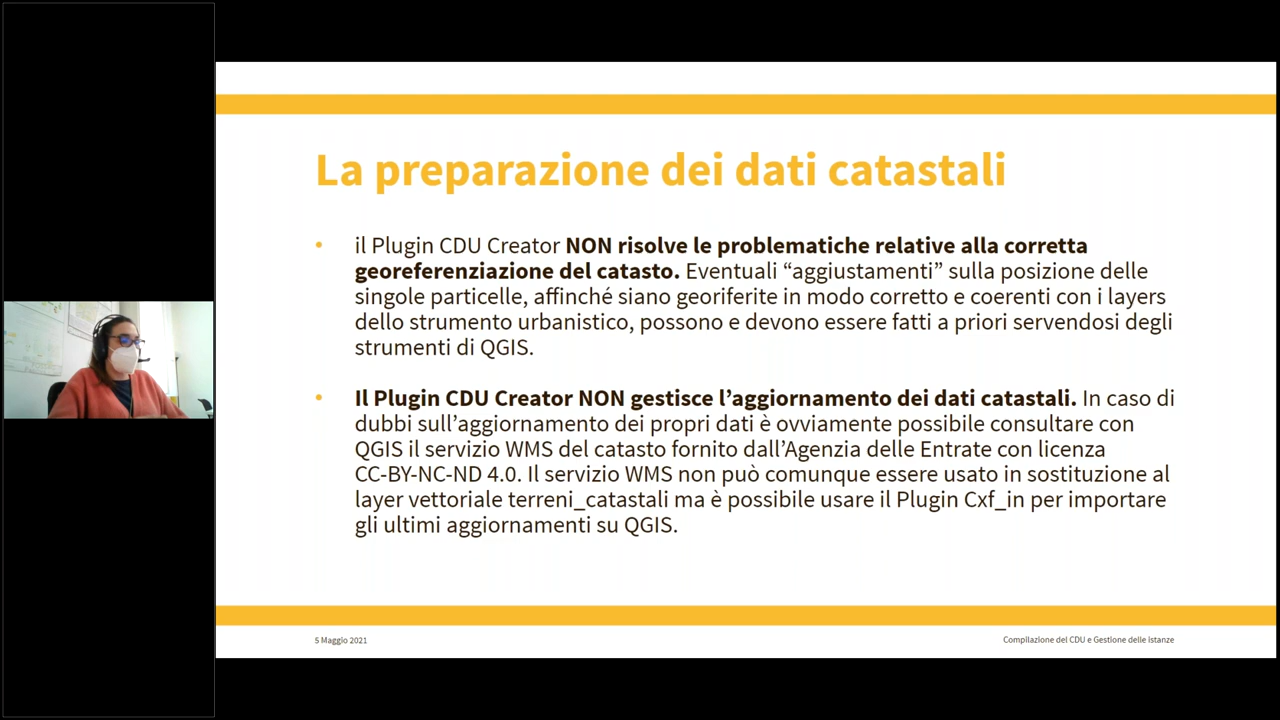 La preparazione dei dati catastali
• il Plugin CDU Creator NON risolve le problematiche relative alla corretta
georeferenziazione del catasto. Eventuali “aggiustamenti” sulla posizione delle
singole particelle, affinché siano georiferite in modo corretto e coerenti con i layers
dello strumento urbanistico, possono e devono essere fatti a priori servendosi degli
strumenti di QGIS.
• Il Plugin CDU Creator NON gestisce l’aggiornamento dei dati catastali. In caso di
dubbi sull’aggiornamento dei propri dati è ovviamente possibile consultare con
QGIS il servizio WMS del catasto fornito dall’Agenzia delle Entrate con licenza
CC-BY-NC-ND 4.0. Il servizio WMS non può comunque essere usato in sostituzione al
layer vettoriale terreni_catastali ma è possibile usare il Plugin Cxf_in per importare
gli ultimi aggiornamenti su QGIS.
5 Maggio 2021
Compilazione del CDU e Gestione delle Istanze